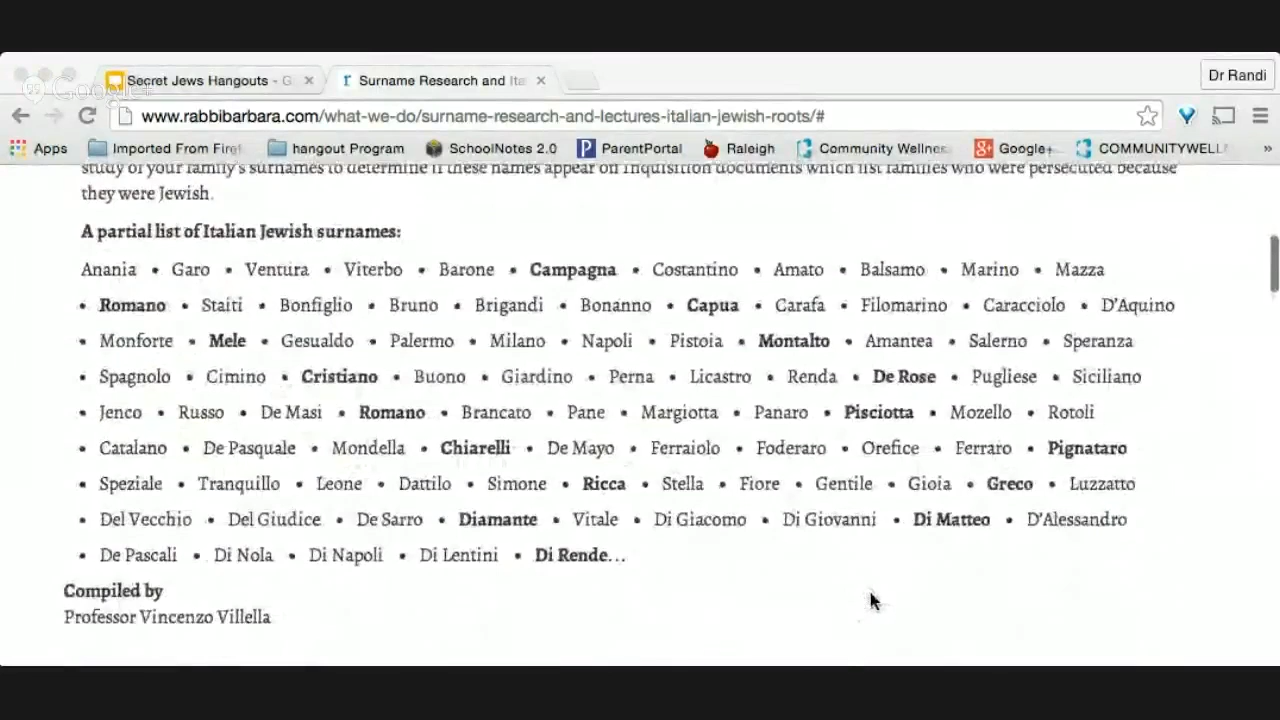 Secret Jews Hangouts - G
Surname Research and Ita
Dr Randi
Google+
www.rabbibarbara.com/what-we-do/surname-research-and-lectures-italian-jewish-roots/#
Apps Imported From Firef hangout Program SchoolNotes 2.0 ParentPortal Raleigh Community Wellnes Google+ COMMUNITYWELL »
study of your family's surnames to determine if these names appear on Inquisition documents which list families who were persecuted because
they were Jewish.
A partial list of Italian Jewish surnames:
Anania • Garo • Ventura • Viterbo • Barone • Campagna • Costantino • Amato • Balsamo • Marino • Mazza
• Romano • Staiti • Bonfiglio • Bruno • Brigandi • Bonanno • Capua • Carafa • Filomarino • Caracciolo • D'Aquino
• Monforte • Mele • Gesualdo • Palermo • Milano • Napoli • Pistoia • Montalto • Amantea • Salerno • Speranza
• Spagnolo • Cimino • Cristiano • Buono • Giardino • Perna • Licastro • Renda • De Rose • Pugliese • Siciliano
• Jenco • Russo • De Masi • Romano • Brancato • Pane • Margiotta • Panaro • Pisciotta • Mozello • Rotoli
• Catalano • De Pasquale • Mondella • Chiarelli • De Mayo • Ferraiolo • Foderaro • Orefice • Ferraro • Pignataro
• Speziale • Tranquillo • Leone • Dattilo • Simone • Ricca • Stella • Fiore • Gentile • Gioia • Greco • Luzzatto
• Del Vecchio • Del Giudice • De Sarro • Diamante • Vitale • Di Giacomo • Di Giovanni • Di Matteo • D'Alessandro
• De Pascali • Di Nola • Di Napoli • Di Lentini • Di Rende…
Compiled by
Professor Vincenzo Villella